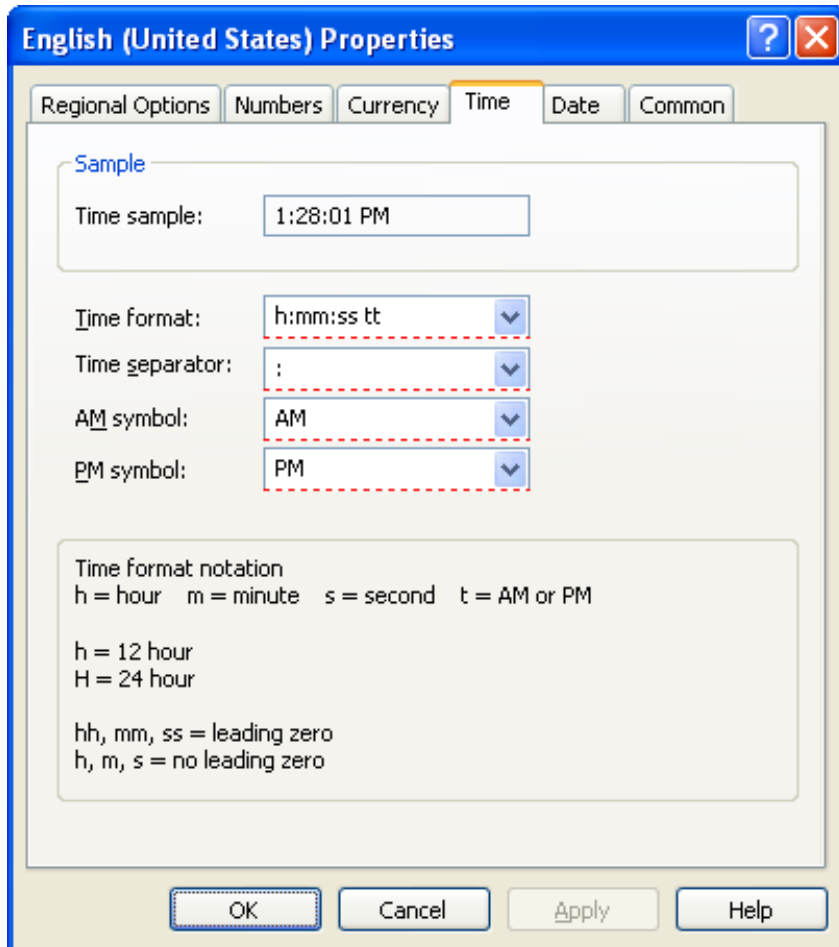 English (United States) Properties
Regional Options Numbers Currency Time Date Common
Sample
Time sample: 1:28:01 PM
Time format: h:mm:ss tt
Time separator: :
AM symbol: AM
PM symbol: PM
Time format notation
h = hour m = minute s = second t = AM or PM
h = 12 hour
H = 24 hour
hh, mm, ss = leading zero
h, m, s = no leading zero
OK Cancel Apply Help